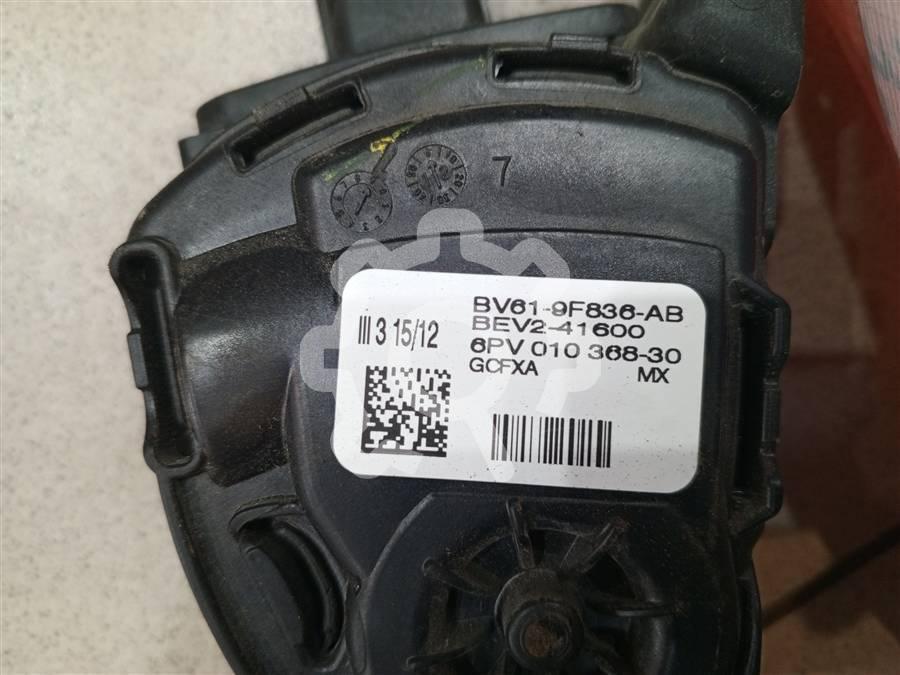 7
BV61-9F836-AB
BEV2-41600
III 3 15/12
6PV 010 368-30
GCFXA MX